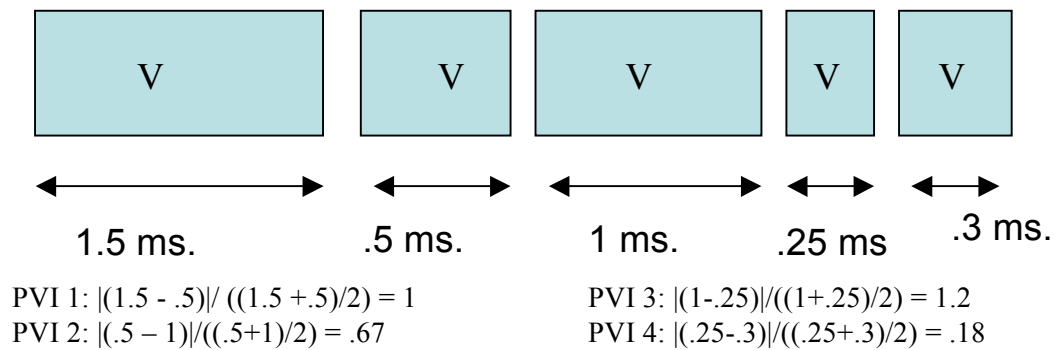 V V V V V
1.5 ms. .5 ms. 1 ms. .25 ms .3 ms.
PVI 1: |(1.5 - .5)|/ ((1.5 +.5)/2) = 1
PVI 2: |(.5 – 1)|/((.5+1)/2) = .67
PVI 3: |(1-.25)|/((1+.25)/2) = 1.2
PVI 4: |(.25-.3)|/((.25+.3)/2) = .18